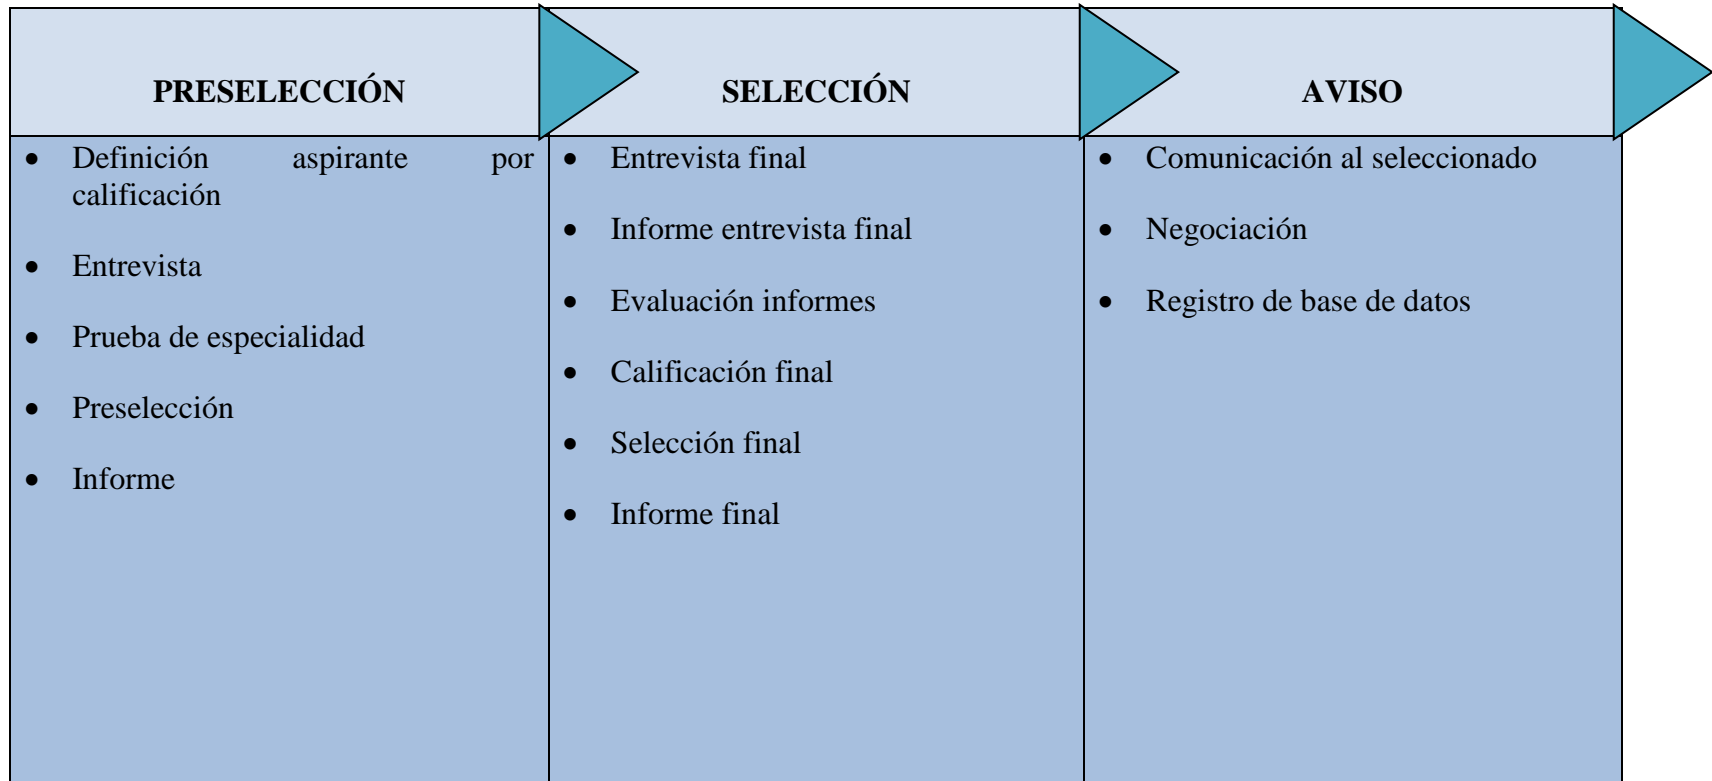 PRESELECCIÓN
• Definición aspirante por
calificación
• Entrevista
• Prueba de especialidad
• Preselección
• Informe
SELECCIÓN
• Entrevista final
• Informe entrevista final
• Evaluación informes
• Calificación final
• Selección final
• Informe final
AVISO
• Comunicación al seleccionado
• Negociación
• Registro de base de datos